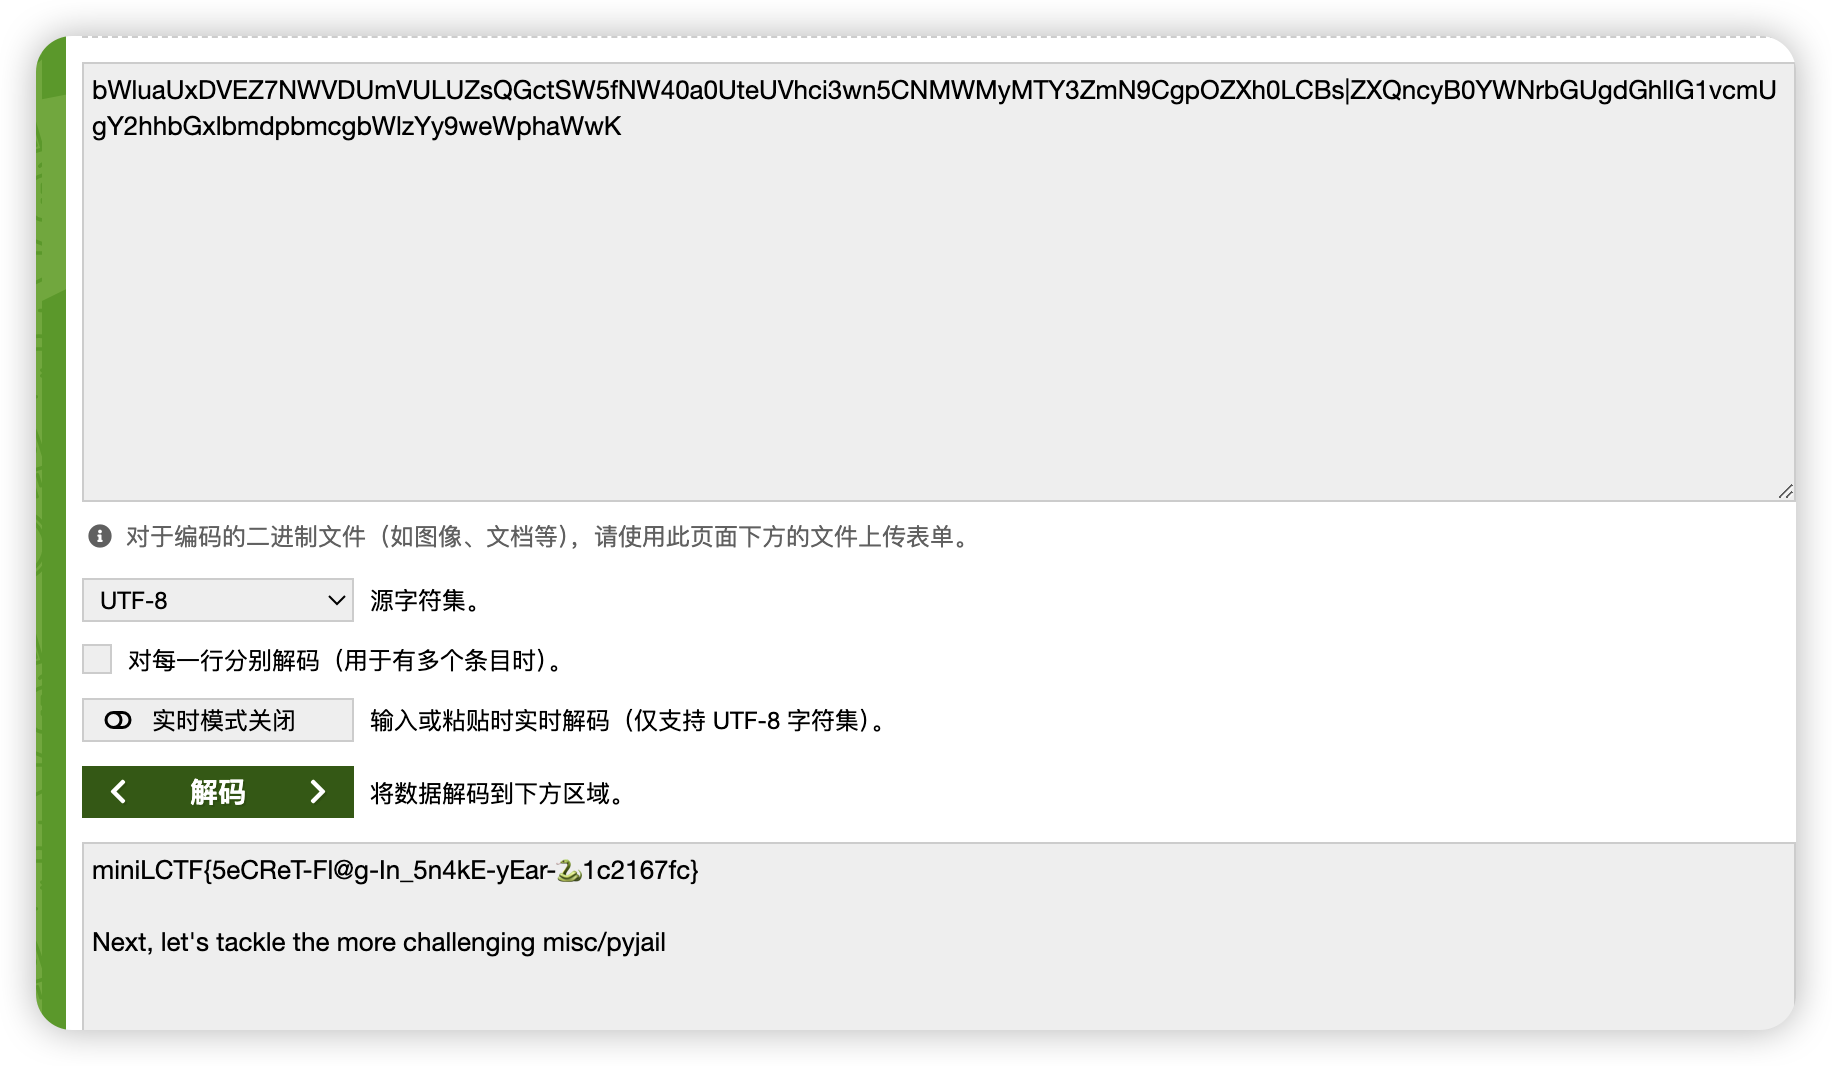 bWluaUxDVEZ7NWVDUmVULUZsQGctSW5fNW40a0UteUVhci3wn5CNMWMyMTY3ZmN9CgpOZXh0LCBs|ZXQncyB0YWNrbGUgdGhlIG1vcmU
gY2hhbGxlbmdpbmcgbWlzYy9weWphaWwK
对于编码的二进制文件（如图像、文档等），请使用此页面下方的文件上传表单。
UTF-8 源字符集。
对每一行分别解码（用于有多个条目时）。
实时模式关闭 输入或粘贴时实时解码（仅支持 UTF-8 字符集）。
解码 将数据解码到下方区域。
miniLCTF{5eCReT-Fl@g-In_5n4kE-yEar-🐍1c2167fc}
Next, let's tackle the more challenging misc/pyjail